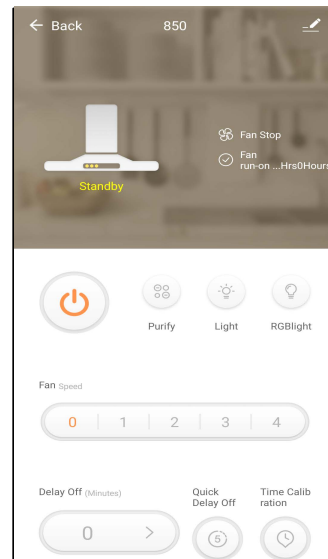 ← Back 850
Fan Stop
Fan
run-on ...Hrs0Hours
Standby
Purify Light RGBlight
Fan Speed
0 1 2 3 4
Delay Off (Minutes)
Quick
Delay Off
Time Calib
ration
0 >
5